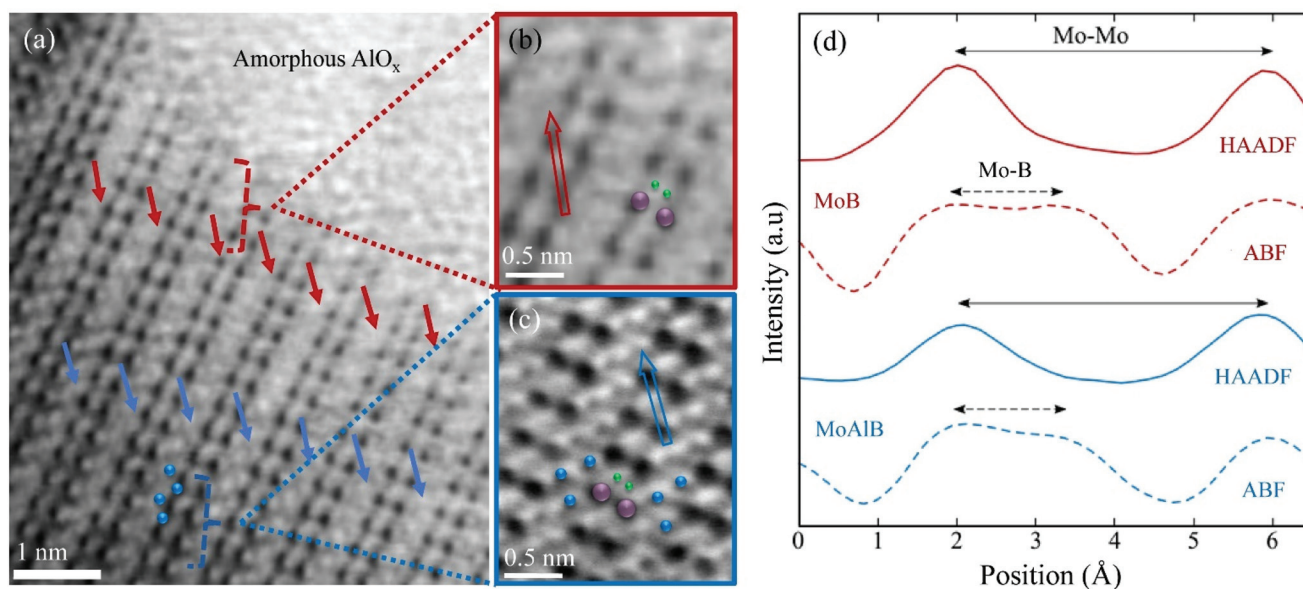 (a)
Amorphous AlOₓ
1 nm
(b)
0.5 nm
(c)
0.5 nm
(d)
Mo-Mo
HAADF
Mo-B
MoB
ABF
HAADF
MoAlB
ABF
Intensity (a.u)
0 1 2 3 4 5 6
Position (Å)